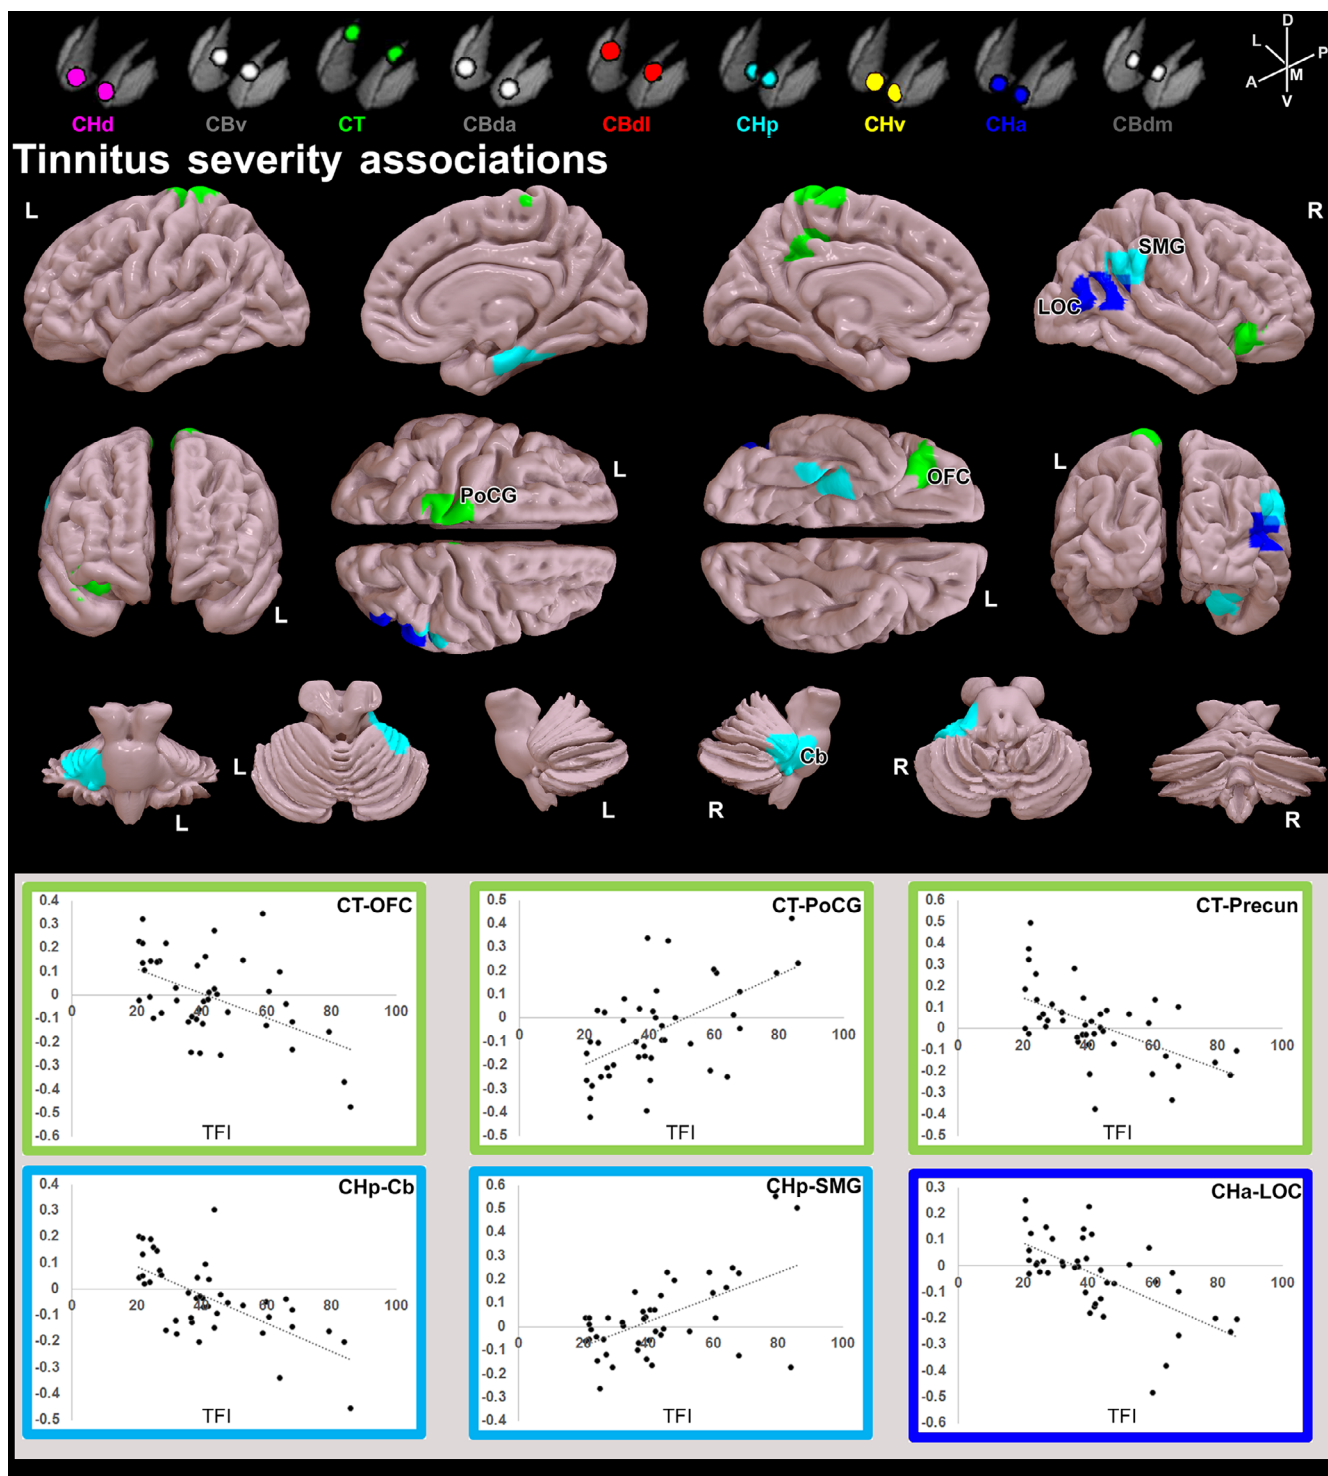 D
L
P
A
M
V
CHd CBv CT CBda CBdl CHp CHv CHa CBdm
Tinnitus severity associations
L
R
SMG
LOC
L
PoCG
OFC
L
L
L
L
Cb
L
R
R
L
R
CT-OFC
0.4
0.3
0.2
0.1
0
-0.1
-0.2
-0.3
-0.4
-0.5
-0.6
0 20 40 60 80 100
TFI
CT-PoCG
0.5
0.4
0.3
0.2
0.1
0
-0.1
-0.2
-0.3
-0.4
-0.5
0 20 40 60 80 100
TFI
CT-Precun
0.6
0.5
0.4
0.3
0.2
0.1
0
-0.1
-0.2
-0.3
-0.4
-0.5
0 20 40 60 80 100
TFI
CHp-Cb
0.4
0.3
0.2
0.1
0
-0.1
-0.2
-0.3
-0.4
-0.5
0 20 40 60 80 100
TFI
CHp-SMG
0.6
0.5
0.4
0.3
0.2
0.1
0
-0.1
-0.2
-0.3
-0.4
0 20 40 60 80 100
TFI
CHa-LOC
0.3
0.2
0.1
0
-0.1
-0.2
-0.3
-0.4
-0.5
-0.6
0 20 40 60 80 100
TFI